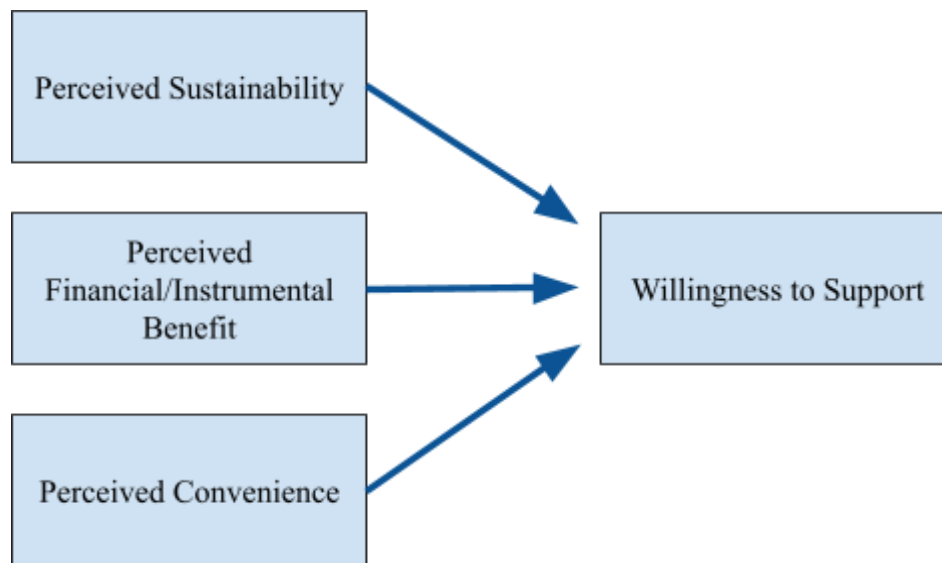 Perceived Sustainability
Perceived
Financial/Instrumental
Benefit
Willingness to Support
Perceived Convenience